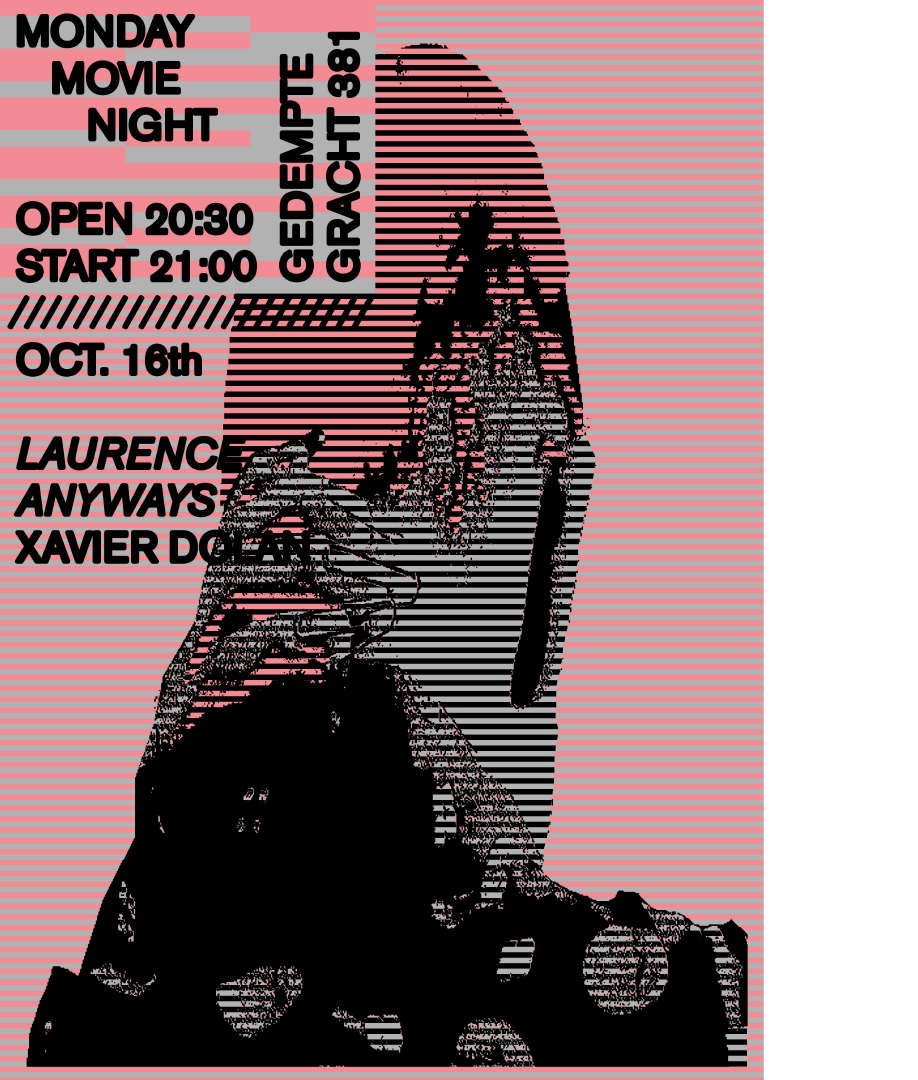 MONDAY
MOVIE
NIGHT
GEDEMPTE
GRACHT 381
OPEN 20:30
START 21:00
OCT. 16th
LAURENCE
ANYWAYS
XAVIER DOLAN